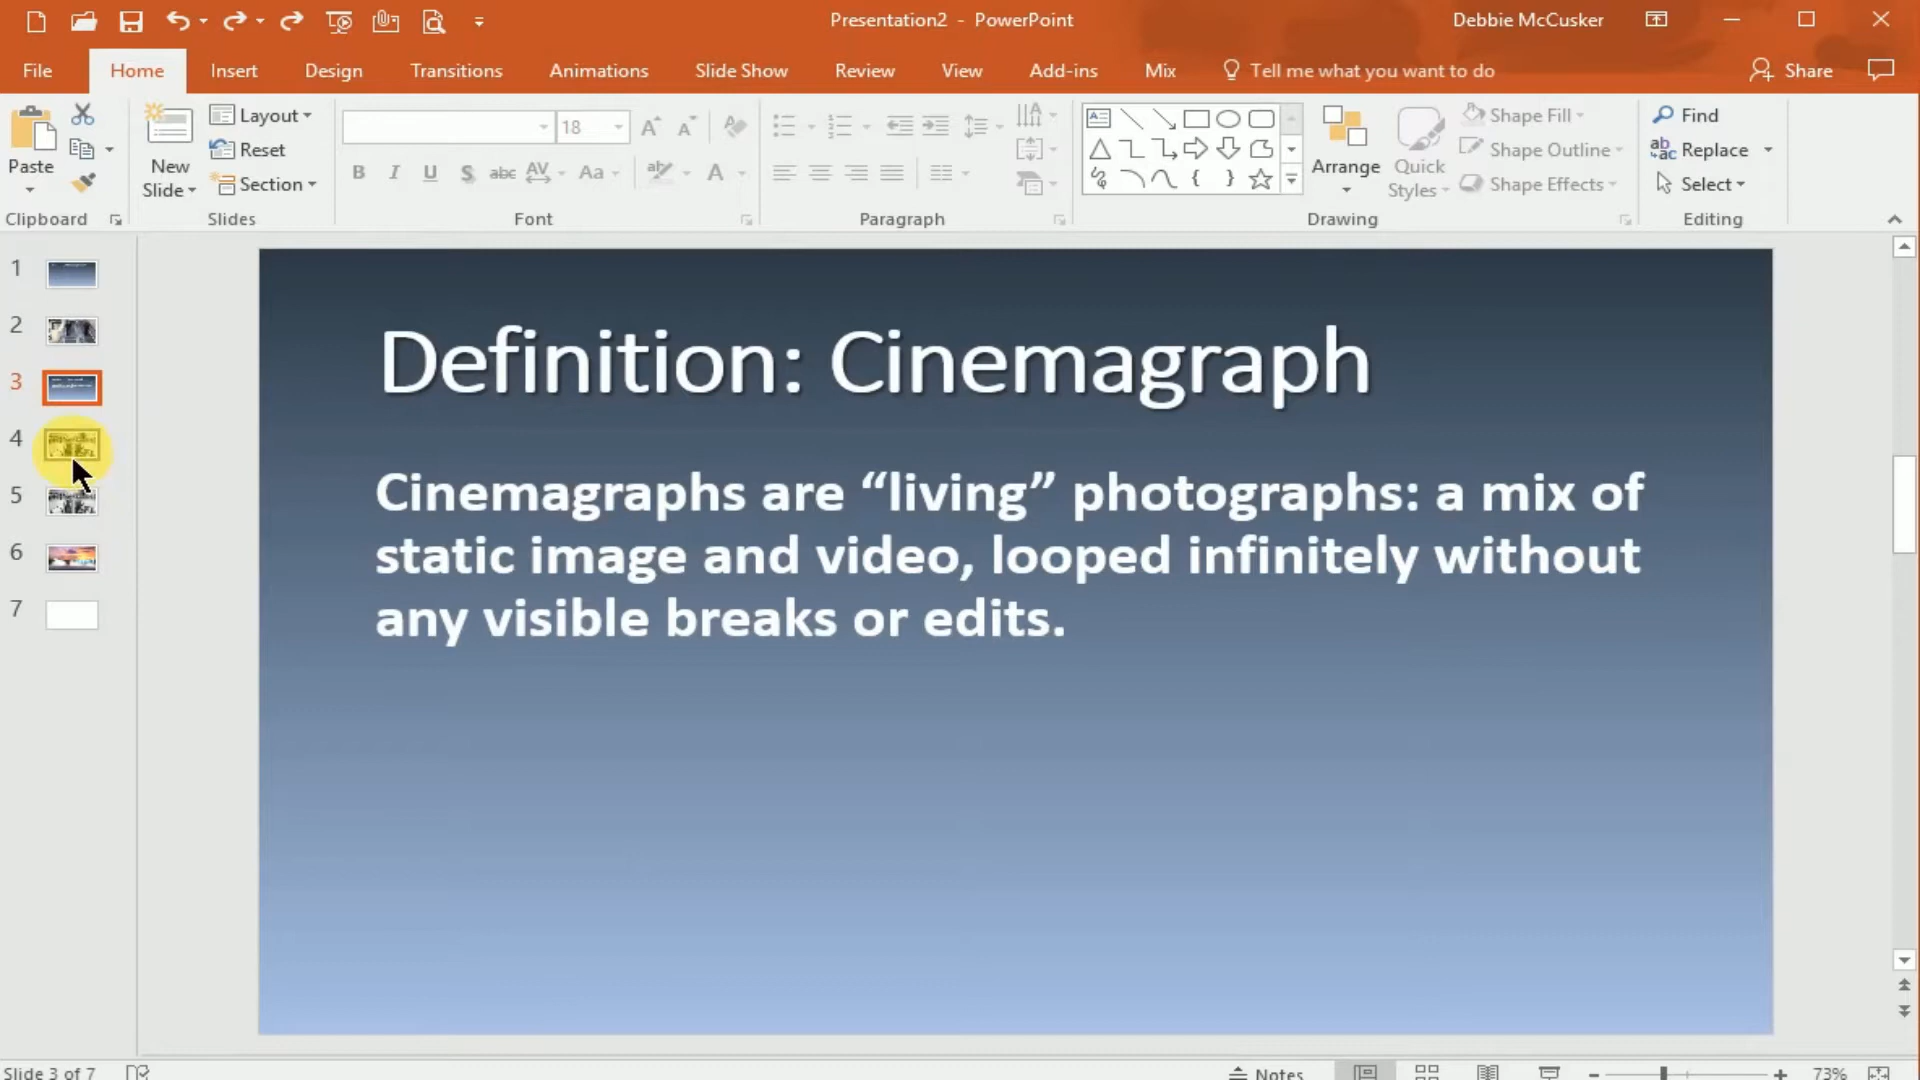 Presentation2 - PowerPoint
Debbie McCusker
File Home Insert Design Transitions Animations Slide Show Review View Add-ins Mix Tell me what you want to do Share
Paste
New Slide
Layout
Reset
Section
18
B I U S abc AV Aa A
Arrange
Quick Styles
Shape Fill
Shape Outline
Shape Effects
Find
Replace
Select
Clipboard Slides Font Paragraph Drawing Editing
1
2
3
4
5
6
7
Definition: Cinemagraph
Cinemagraphs are “living” photographs: a mix of
static image and video, looped infinitely without
any visible breaks or edits.
Slide 3 of 7 Notes 73%